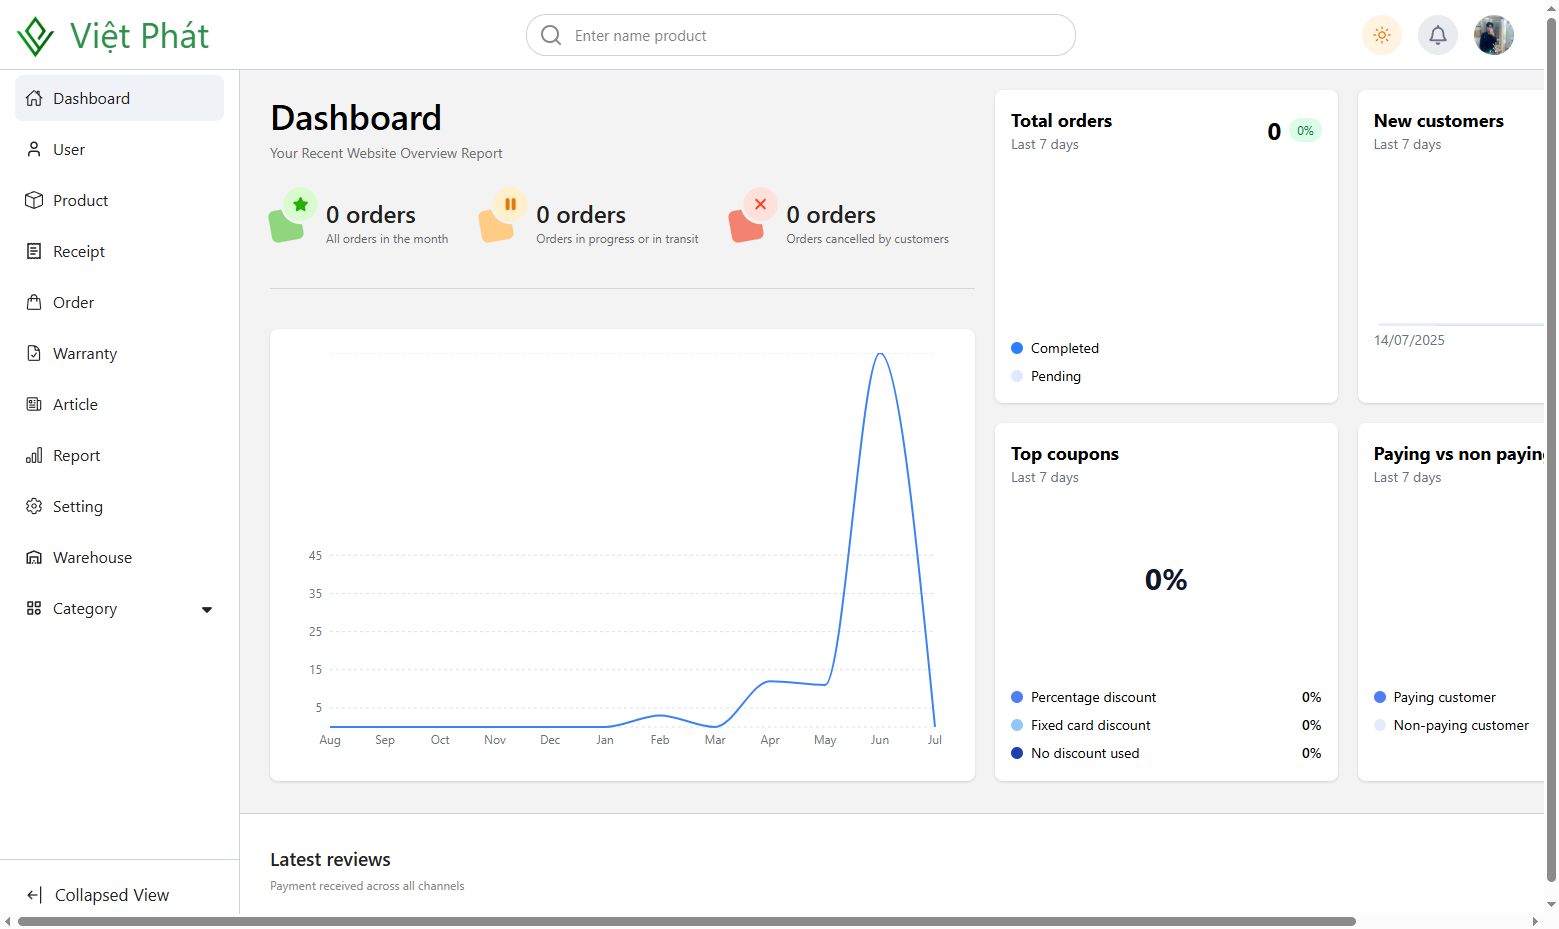 Việt Phát
Enter name product
Dashboard
User
Product
Receipt
Order
Warranty
Article
Report
Setting
Warehouse
Category
Collapsed View
Dashboard
Your Recent Website Overview Report
0 orders
All orders in the month
0 orders
Orders in progress or in transit
0 orders
Orders cancelled by customers
45
35
25
15
5
Aug Sep Oct Nov Dec Jan Feb Mar Apr May Jun Jul
Total orders
Last 7 days
0 0%
Completed
Pending
New customers
Last 7 days
14/07/2025
Top coupons
Last 7 days
0%
Percentage discount 0%
Fixed card discount 0%
No discount used 0%
Paying vs non payin
Last 7 days
Paying customer
Non-paying customer
Latest reviews
Payment received across all channels